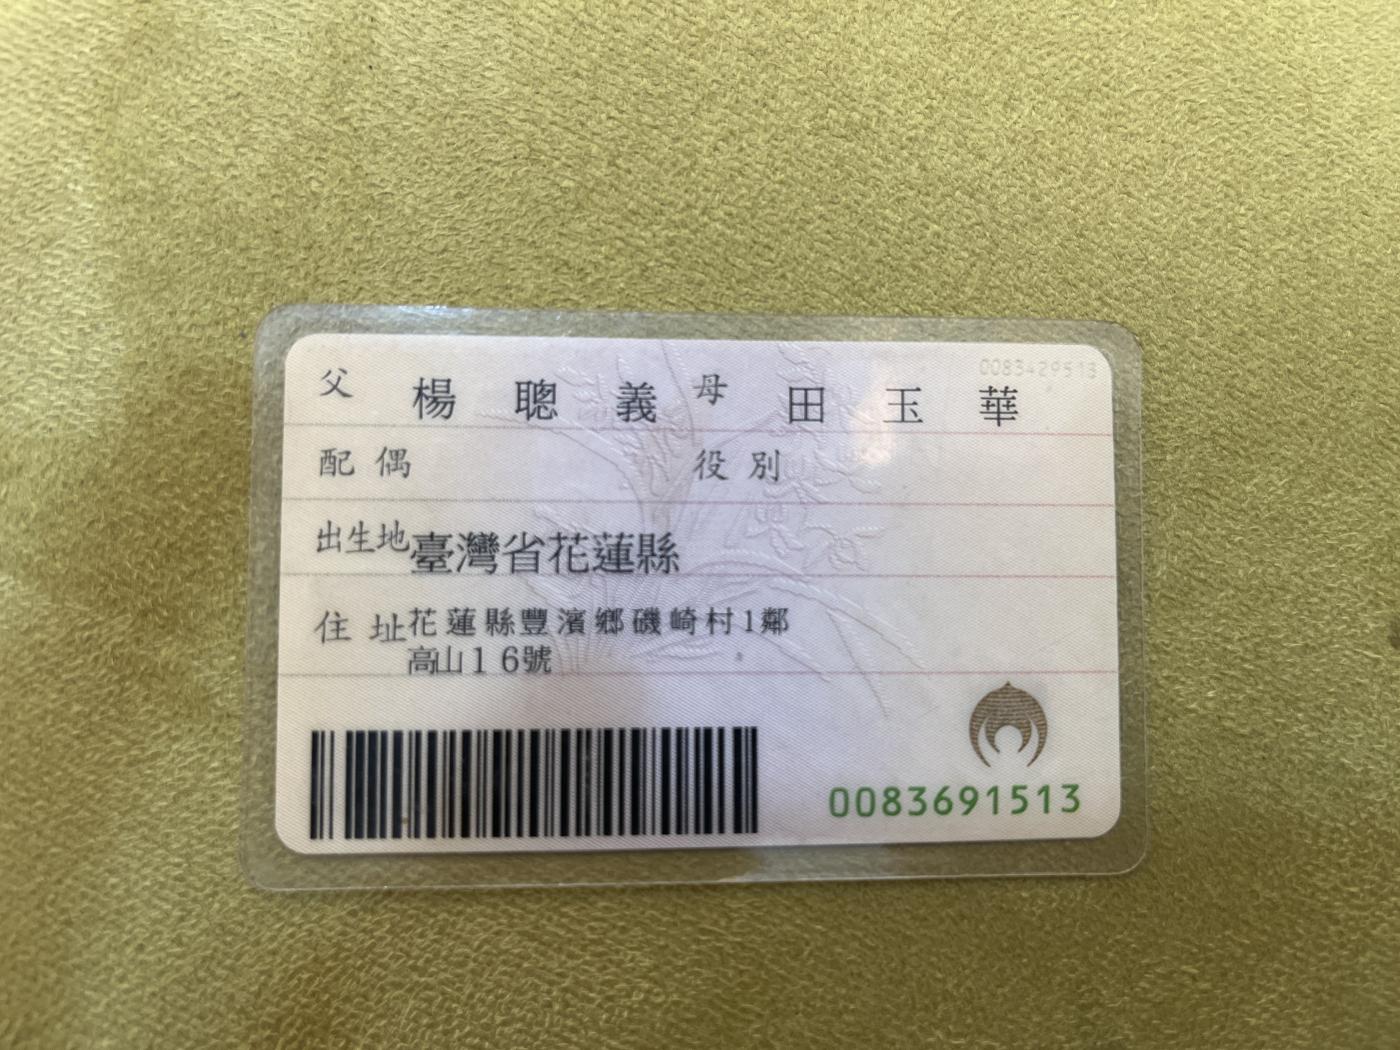 0083429513
父 楊聰義 母 田玉華
配偶 役別
出生地 臺灣省花蓮縣
住址 花蓮縣豐濱鄉磯崎村1鄰
高山16號
0083691513